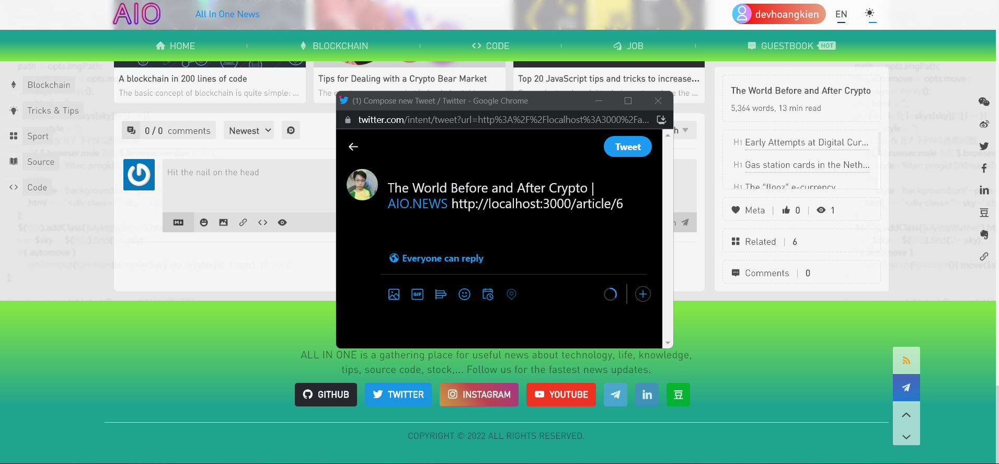 AIO
All In One News
devhoangkien
EN
HOME
BLOCKCHAIN
CODE
JOB
GUESTBOOK
HOT
Blockchain
Tricks & Tips
Sport
Source
Code
A blockchain in 200 lines of code
The basic concept of blockchain is quite simple: ...
Tips for Dealing with a Crypto Bear Market
Top 20 JavaScript tips and tricks to increase...
0 / 0 comments
Newest
Hit the nail on the head
(1) Compose new Tweet / Twitter - Google Chrome
twitter.com/intent/tweet?url=http%3A%2F%2Flocalhost%3A3000%2Fa...
Tweet
The World Before and After Crypto |
AIO.NEWS http://localhost:3000/article/6
Everyone can reply
GIF
The World Before and After Crypto
5,364 words, 13 min read
H1 Early Attempts at Digital Cur...
H1 Gas station cards in the Neth...
H1 The “flooz” e-currency
Meta | 0 | 1
Related | 6
Comments | 0
ALL IN ONE is a gathering place for useful news about technology, life, knowledge,
tips, source code, stock,... Follow us for the fastest news updates.
GITHUB
TWITTER
INSTAGRAM
YOUTUBE
豆
COPYRIGHT © 2022 ALL RIGHTS RESERVED.